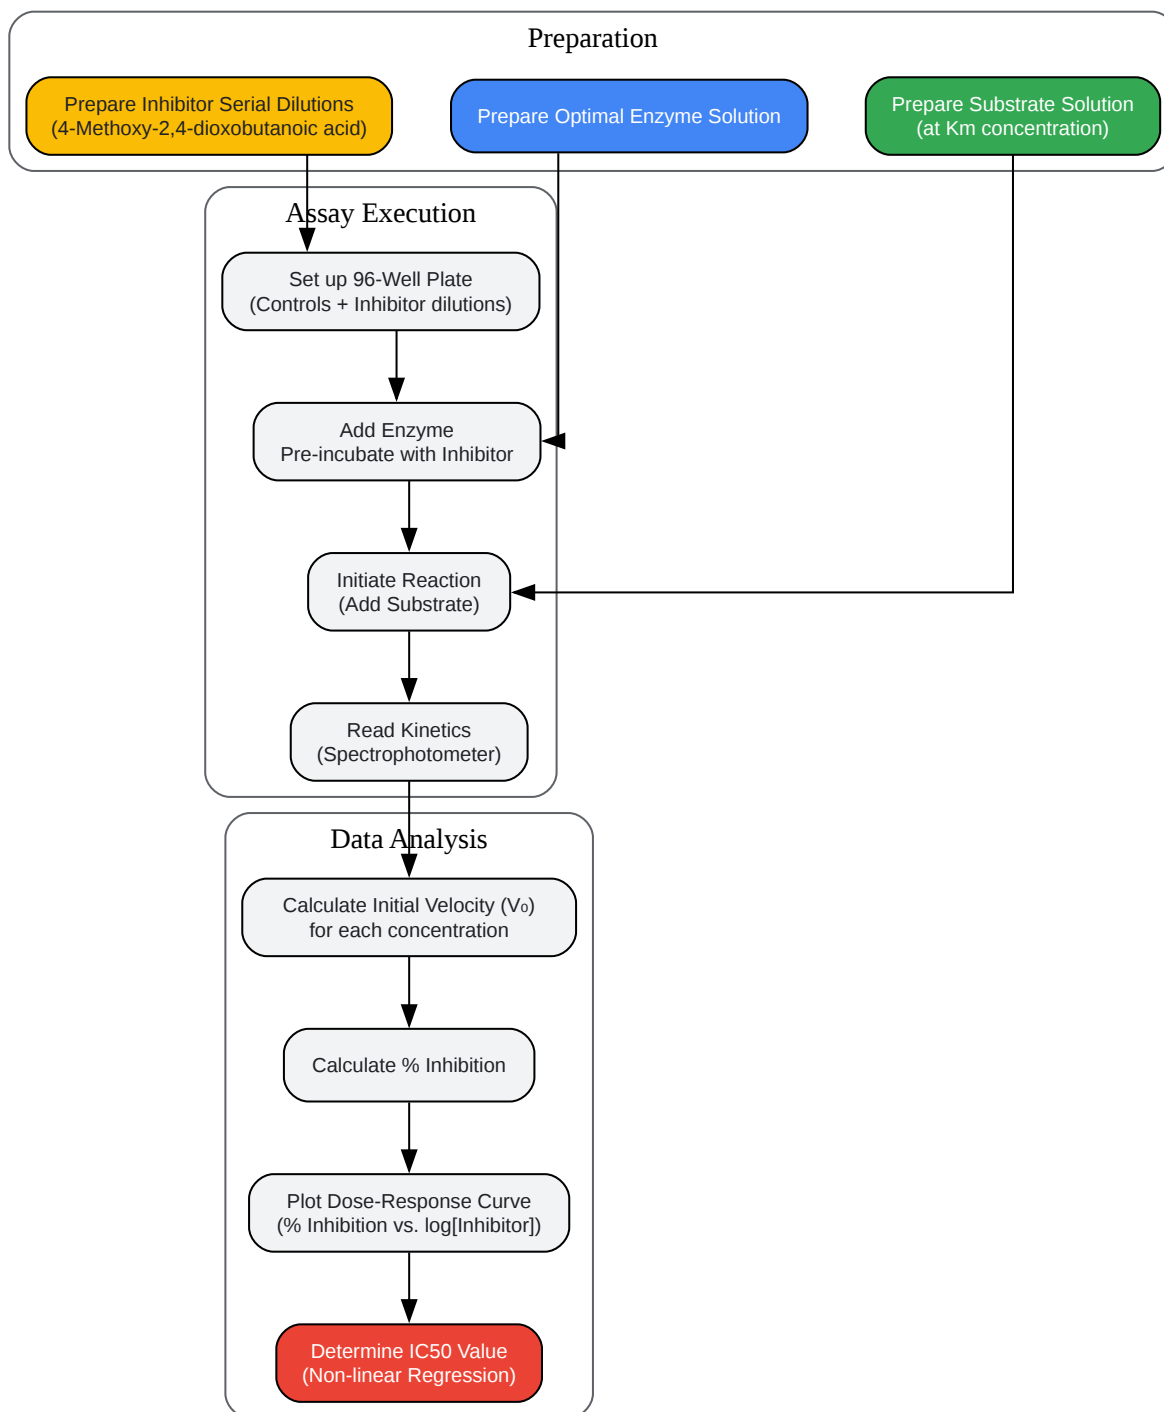 Preparation
Prepare Inhibitor Serial Dilutions
(4-Methoxy-2,4-dioxobutanoic acid)
Prepare Optimal Enzyme Solution
Prepare Substrate Solution
(at Km concentration)
Assay Execution
Set up 96-Well Plate
(Controls + Inhibitor dilutions)
Add Enzyme
Pre-incubate with Inhibitor
Initiate Reaction
(Add Substrate)
Read Kinetics
(Spectrophotometer)
Data Analysis
Calculate Initial Velocity (V₀)
for each concentration
Calculate % Inhibition
Plot Dose-Response Curve
(% Inhibition vs. log[Inhibitor])
Determine IC50 Value
(Non-linear Regression)